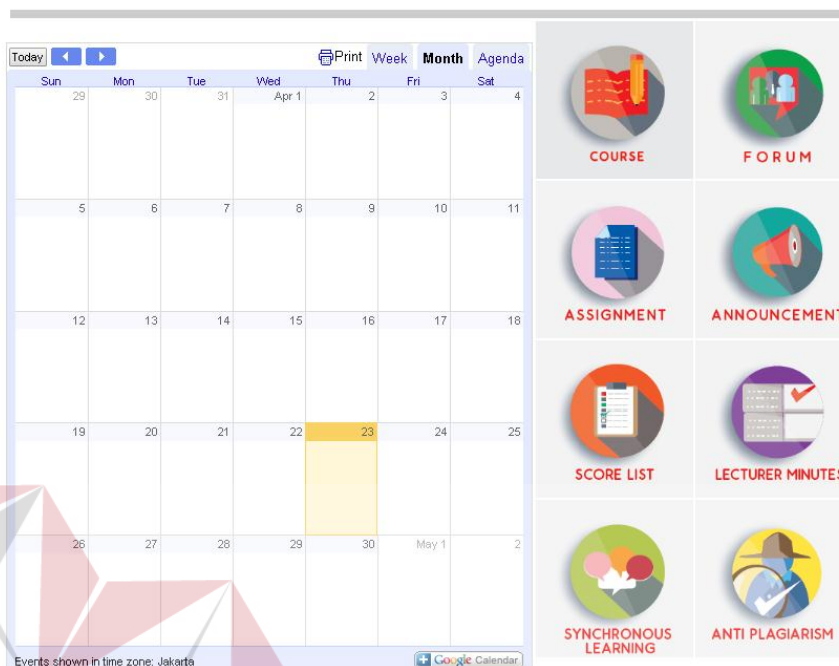 Today Print Week Month Agenda
Sun Mon Tue Wed Thu Fri Sat
29 30 31 Apr 1 2 3 4
5 6 7 8 9 10 11
12 13 14 15 16 17 18
19 20 21 22 23 24 25
26 27 28 29 30 May 1 2
Events shown in time zone: Jakarta
Google Calendar
COURSE
FORUM
ASSIGNMENT
ANNOUNCEMENT
SCORE LIST
LECTURER MINUTES
SYNCHRONOUS
LEARNING
ANTI PLAGIARISM